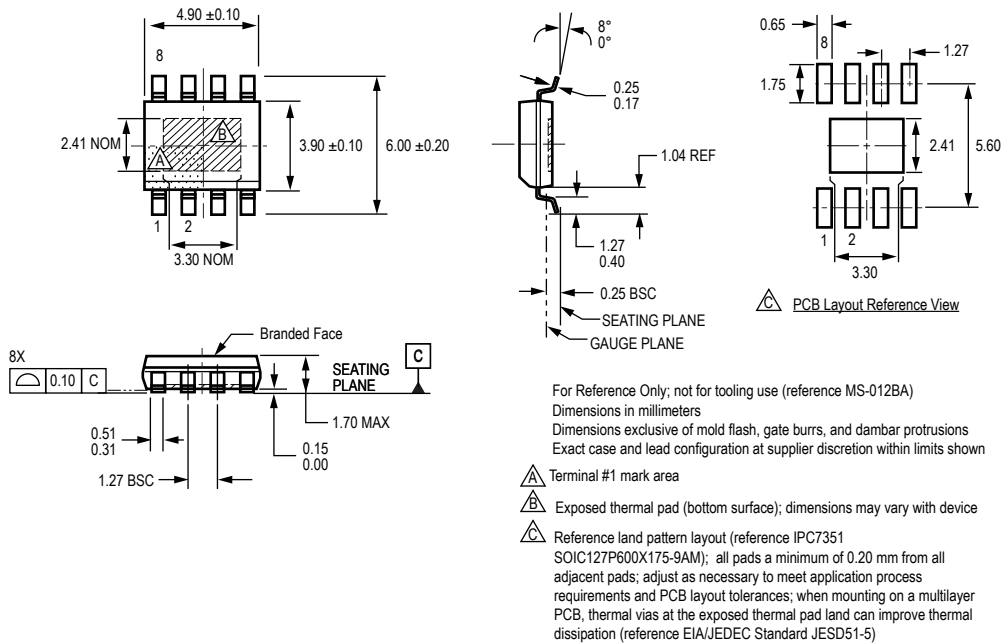 4.90 ±0.10
8
2.41 NOM
B
A
3.90 ±0.10
6.00 ±0.20
1
2
3.30 NOM
8°
0°
0.25
0.17
1.04 REF
1.27
0.40
0.25 BSC
SEATING PLANE
GAUGE PLANE
0.65
8
1.27
1.75
2.41
5.60
1
2
3.30
C
PCB Layout Reference View
Branded Face
8X
0.10
C
SEATING
PLANE
C
1.70 MAX
0.51
0.31
0.15
0.00
1.27 BSC
For Reference Only; not for tooling use (reference MS-012BA)
Dimensions in millimeters
Dimensions exclusive of mold flash, gate burrs, and dambar protrusions
Exact case and lead configuration at supplier discretion within limits shown
A Terminal #1 mark area
B Exposed thermal pad (bottom surface); dimensions may vary with device
C Reference land pattern layout (reference IPC7351
SOIC127P600X175-9AM); all pads a minimum of 0.20 mm from all
adjacent pads; adjust as necessary to meet application process
requirements and PCB layout tolerances; when mounting on a multilayer
PCB, thermal vias at the exposed thermal pad land can improve thermal
dissipation (reference EIA/JEDEC Standard JESD51-5)